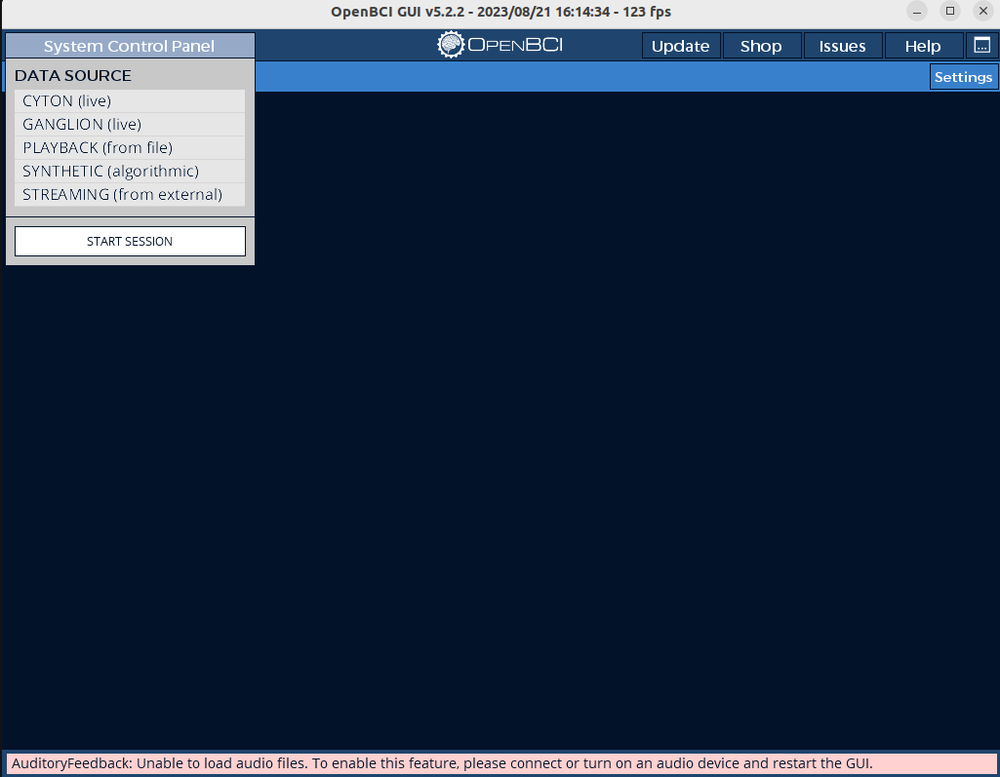 OpenBCI GUI v5.2.2 - 2023/08/21 16:14:34 - 123 fps
System Control Panel
OPENBCI
Update
Shop
Issues
Help
Settings
DATA SOURCE
CYTON (live)
GANGLION (live)
PLAYBACK (from file)
SYNTHETIC (algorithmic)
STREAMING (from external)
START SESSION
AuditoryFeedback: Unable to load audio files. To enable this feature, please connect or turn on an audio device and restart the GUI.